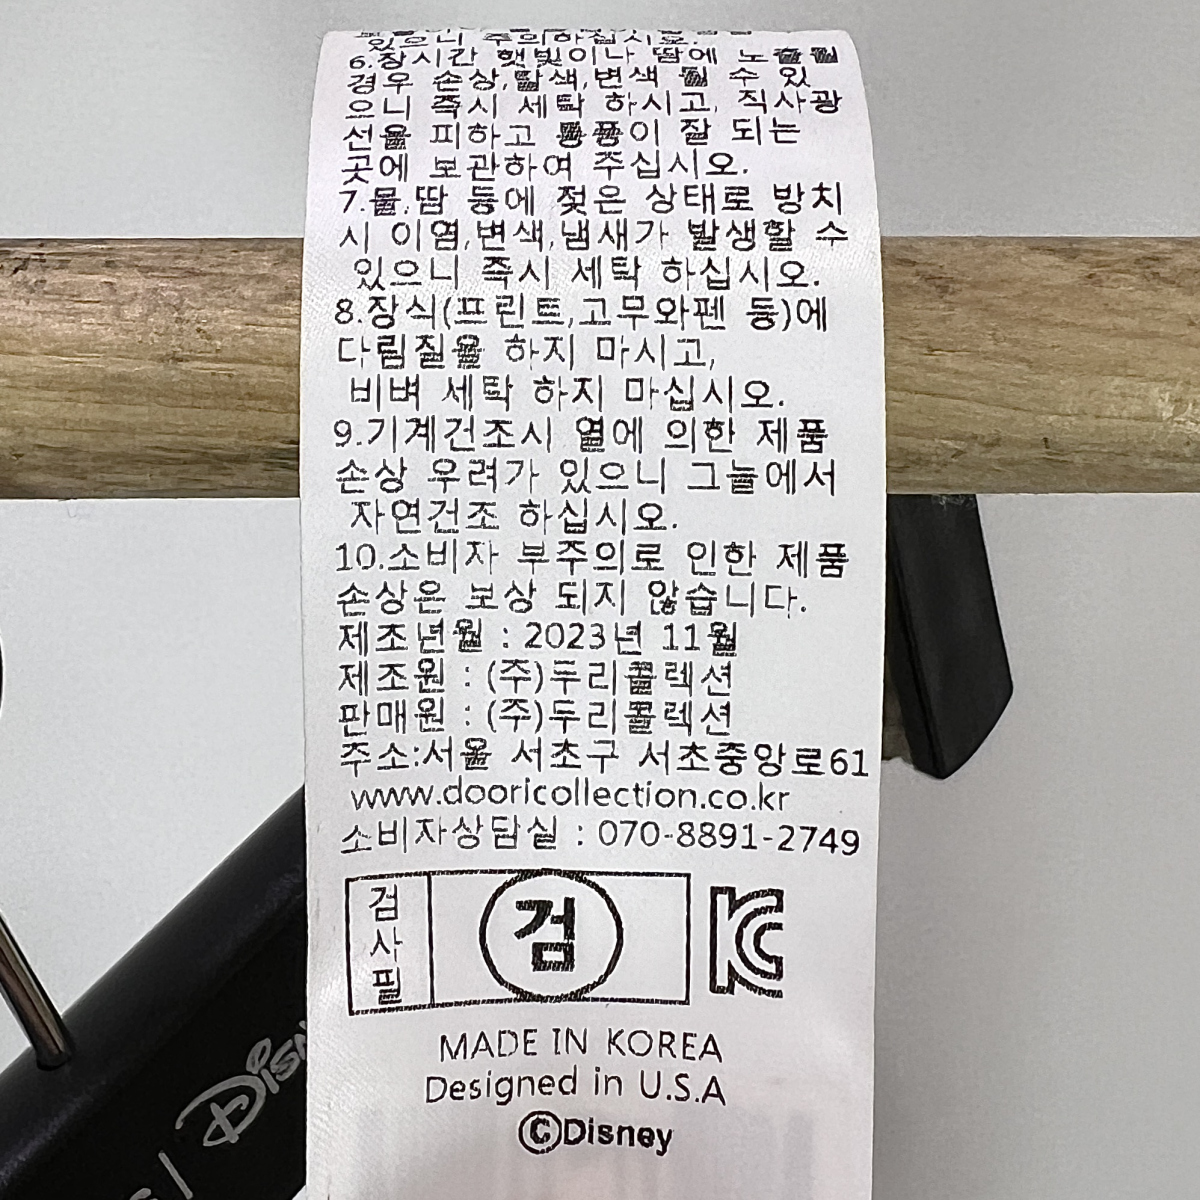 있으니 주의하십시오.
6.장시간 햇빛이나 땀에 노출될
경우 손상,탈색,변색 될 수 있
으니 즉시 세탁 하시고, 직사광
선을 피하고 통풍이 잘 되는
곳에 보관하여 주십시오.
7.물,땀 등에 젖은 상태로 방치
시 이염,변색,냄새가 발생할 수
있으니 즉시 세탁 하십시오.
8.장식(프린트,고무와펜 등)에
다림질을 하지 마시고,
비벼 세탁 하지 마십시오.
9.기계건조시 열에 의한 제품
손상 우려가 있으니 그늘에서
자연건조 하십시오.
10.소비자 부주의로 인한 제품
손상은 보상 되지 않습니다.
제조년월 : 2023년 11월
제조원 : (주)두리콜렉션
판매원 : (주)두리콜렉션
주소:서울 서초구 서초중앙로61
www.dooricollection.co.kr
소비자상담실 : 070-8891-2749
검사필
검
KC
MADE IN KOREA
Designed in U.S.A
©Disney